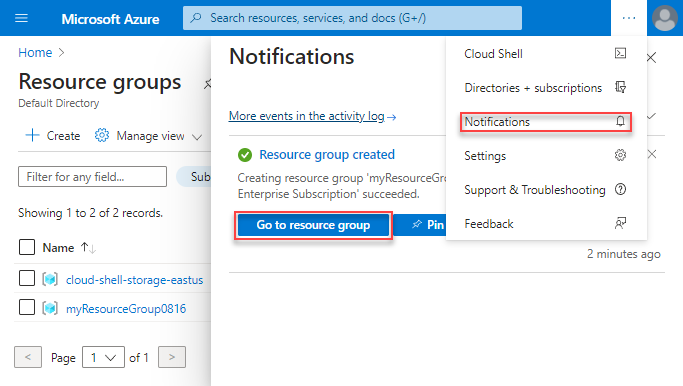 Microsoft Azure
Search resources, services, and docs (G+/)
Home
Resource groups
Default Directory
Create
Manage view
Filter for any field...
Sub
Showing 1 to 2 of 2 records.
Name
cloud-shell-storage-eastus
myResourceGroup0816
< Page 1 of 1 >
Notifications
More events in the activity log
Resource group created
Creating resource group 'myResourceGro
Enterprise Subscription' succeeded.
Go to resource group
Pin
2 minutes ago
Cloud Shell
Directories + subscriptions
Notifications
Settings
Support & Troubleshooting
Feedback